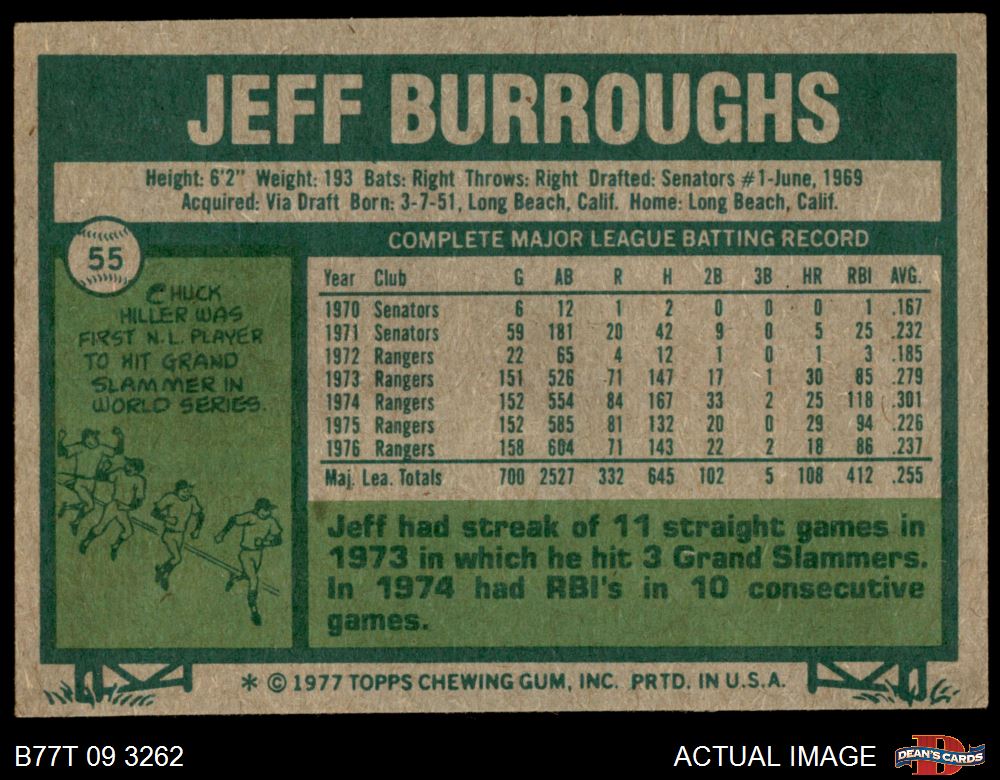 JEFF BURROUGHS
Height: 6'2" Weight: 193 Bats: Right Throws: Right Drafted: Senators #1-June, 1969
Acquired: Via Draft Born: 3-7-51, Long Beach, Calif. Home: Long Beach, Calif.
55
CHUCK
HILLER WAS
FIRST N.L. PLAYER
TO HIT GRAND
SLAMMER IN
WORLD SERIES.
COMPLETE MAJOR LEAGUE BATTING RECORD
Year Club G AB R H 2B 3B HR RBI AVG.
1970 Senators 6 12 1 2 0 0 0 1 .167
1971 Senators 59 181 20 42 9 0 5 25 .232
1972 Rangers 22 65 4 12 1 0 1 3 .185
1973 Rangers 151 526 71 147 17 1 30 85 .279
1974 Rangers 152 554 84 167 33 2 25 118 .301
1975 Rangers 152 585 81 132 20 0 29 94 .226
1976 Rangers 158 604 71 143 22 2 18 86 .237
Maj. Lea. Totals 700 2527 332 645 102 5 108 412 .255
Jeff had streak of 11 straight games in
1973 in which he hit 3 Grand Slammers.
In 1974 had RBI's in 10 consecutive
games.
* © 1977 TOPPS CHEWING GUM, INC. PRTD. IN U.S.A.
B77T 09 3262
ACTUAL IMAGE
D
DEAN'S CARDS